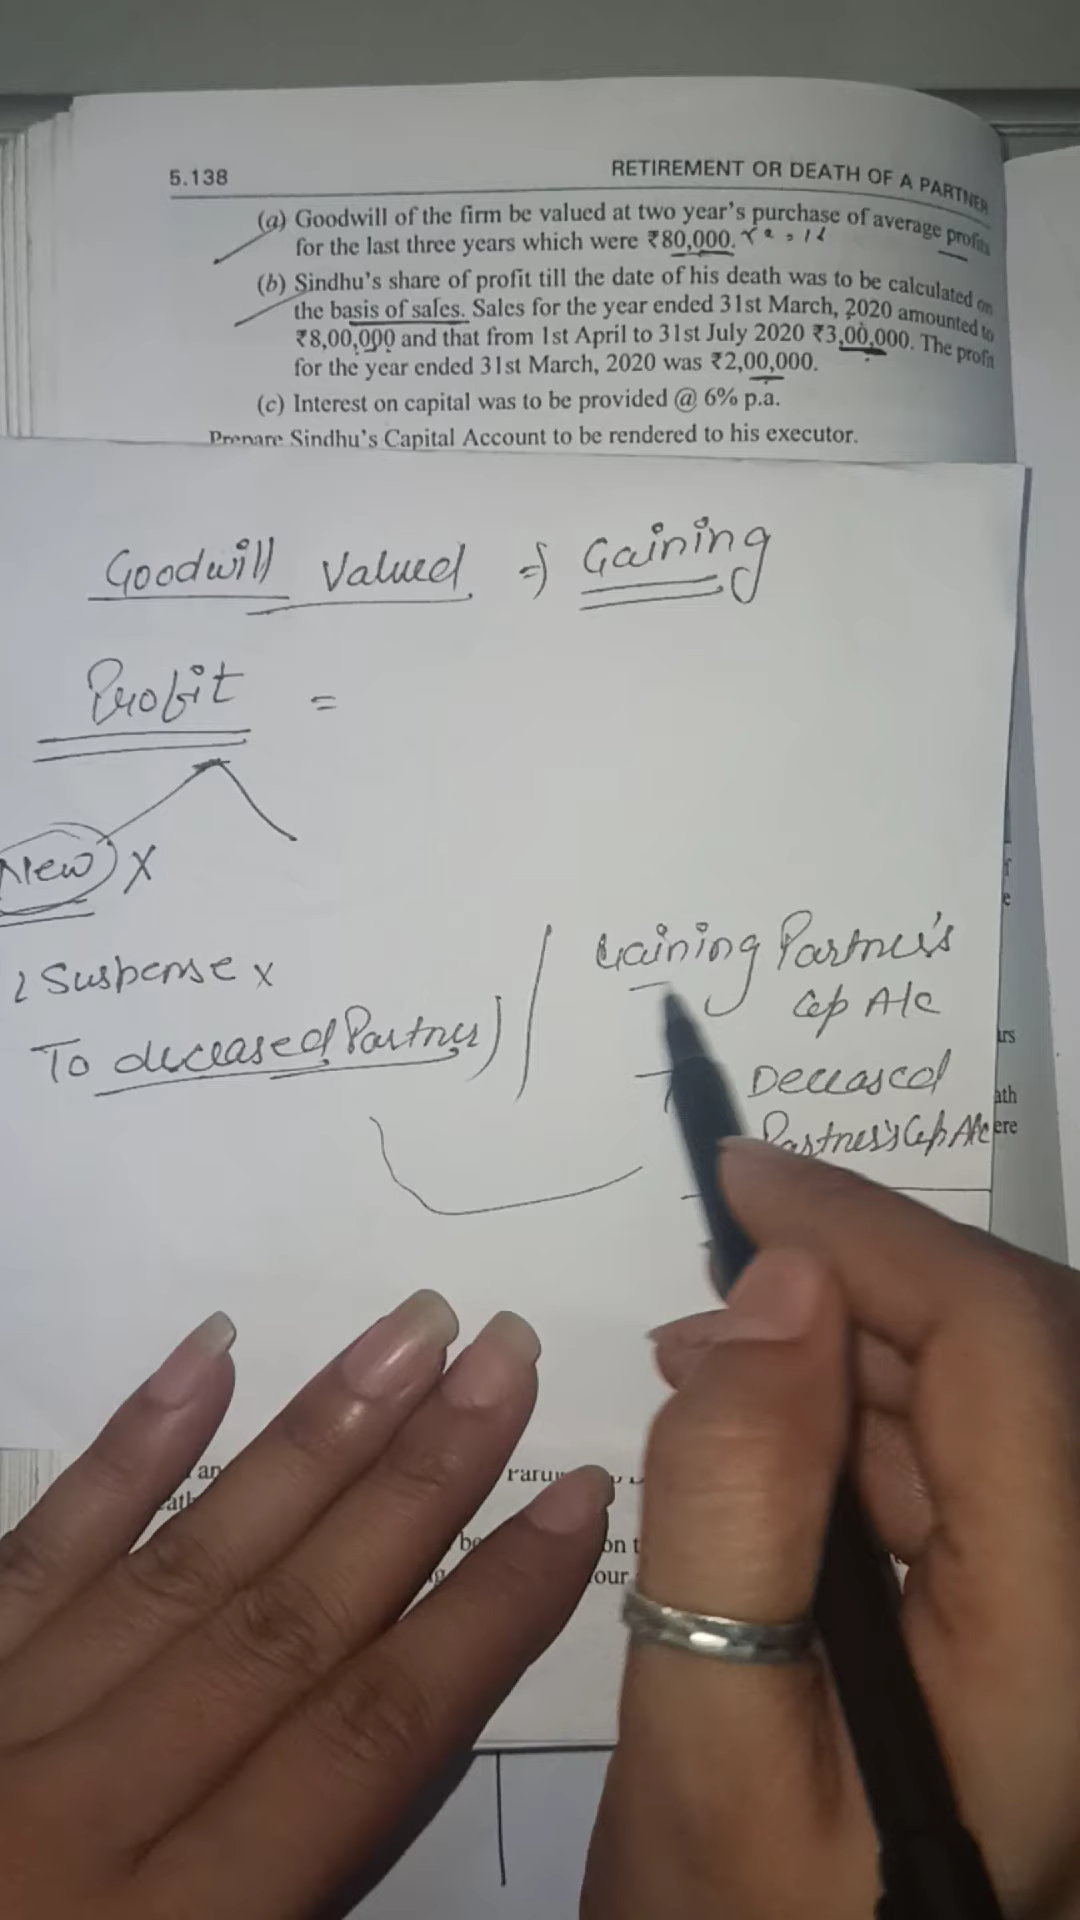 5.138
RETIREMENT OR DEATH OF A PARTNER
(a) Goodwill of the firm be valued at two year's purchase of average profits
for the last three years which were ₹80,000.
(b) Sindhu's share of profit till the date of his death was to be calculated on
the basis of sales. Sales for the year ended 31st March, 2020 amounted to
₹8,00,000 and that from 1st April to 31st July 2020 ₹3,00,000. The profit
for the year ended 31st March, 2020 was ₹2,00,000.
(c) Interest on capital was to be provided @ 6% p.a.
Prepare Sindhu's Capital Account to be rendered to his executor.
Goodwill Valued ⇒ Gaining
Profit =
New X
Suspense x
To deceased Partner
Gaining Partner's
Cap A/c
Deceased
Partner's Cap A/c
ere
ath